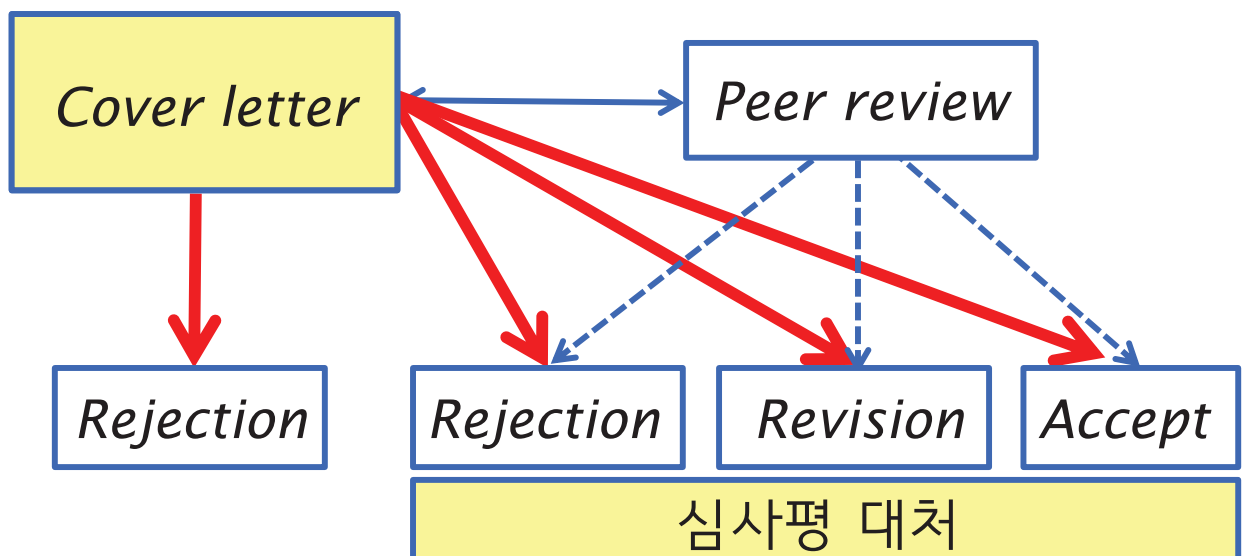 Cover letter
Peer review
Rejection
Rejection
Revision
Accept
심사평 대처